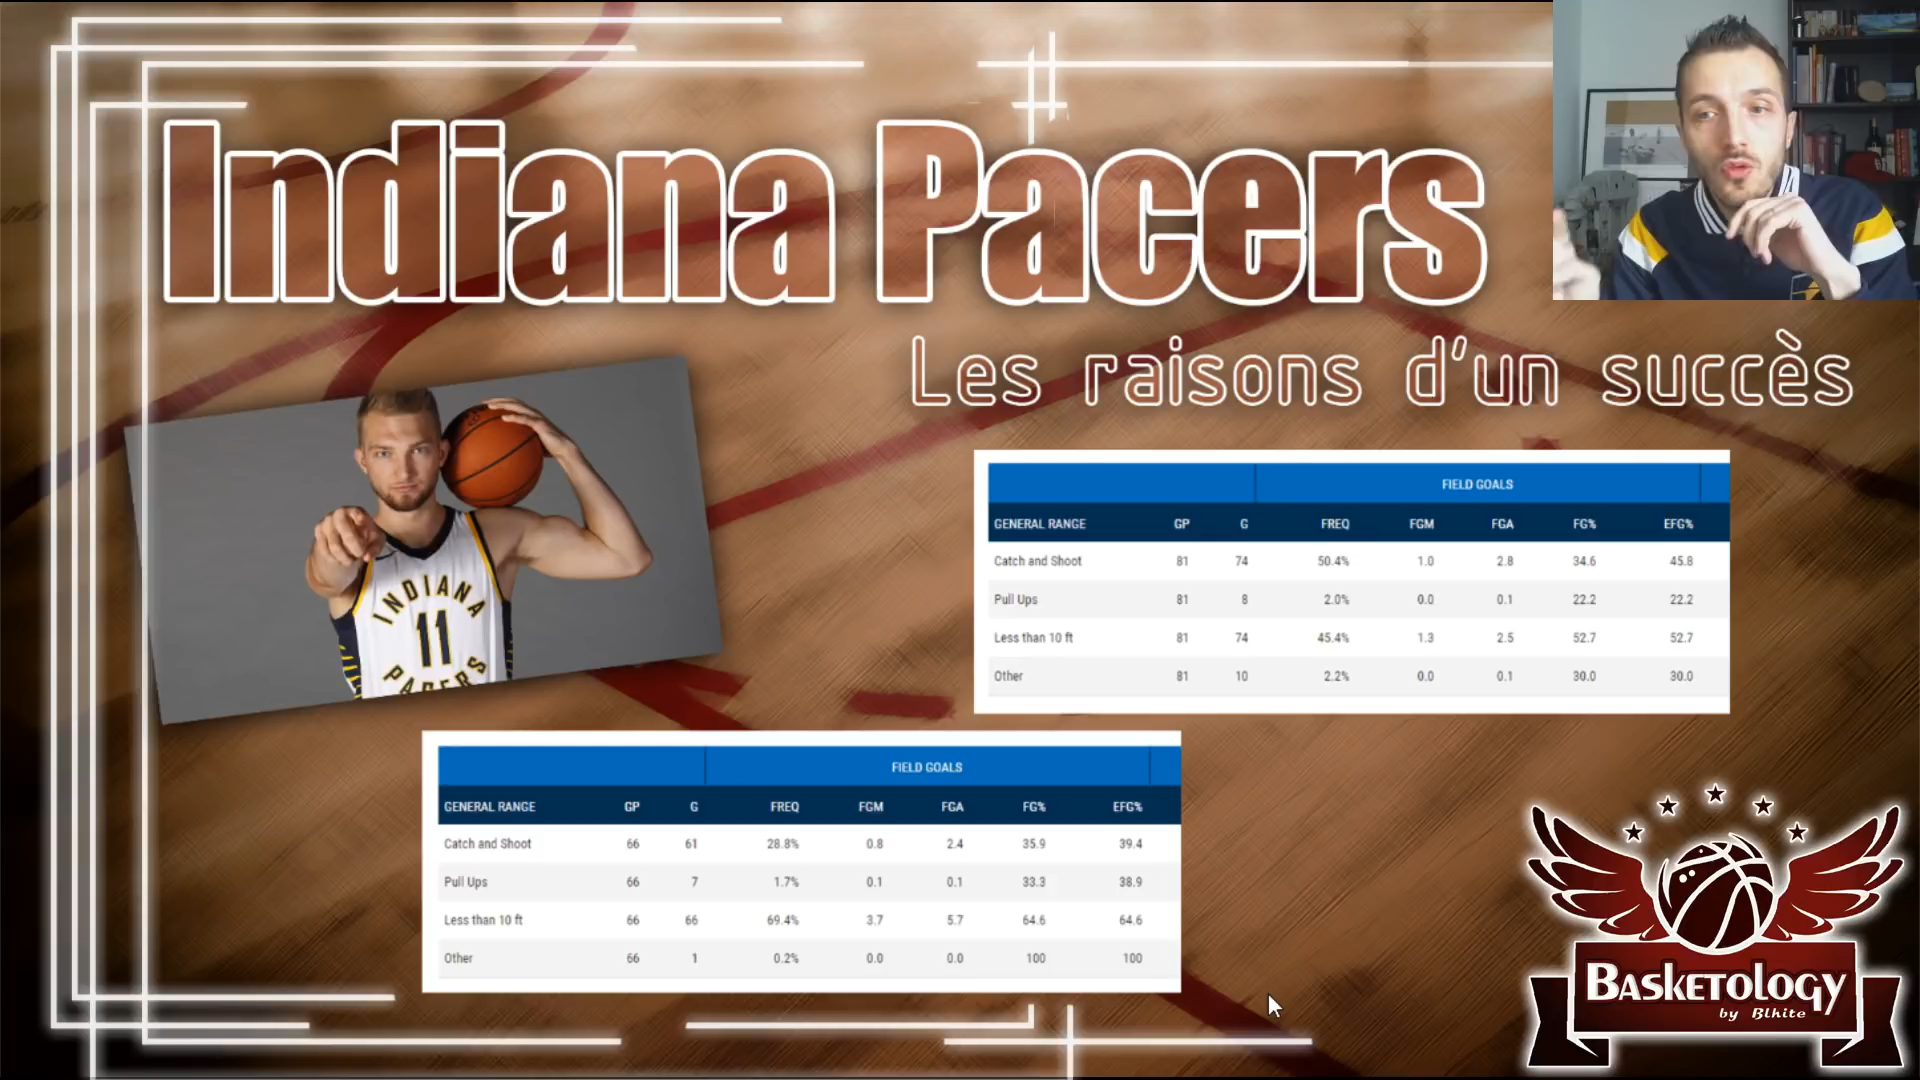 Indiana Pacers
Les raisons d'un succès
INDIANA
11
PACERS
FIELD GOALS
GENERAL RANGE GP G FREQ FGM FGA FG% EFG%
Catch and Shoot 81 74 50.4% 1.0 2.8 34.6 45.8
Pull Ups 81 8 2.0% 0.0 0.1 22.2 22.2
Less than 10 ft 81 74 45.4% 1.3 2.5 52.7 52.7
Other 81 10 2.2% 0.0 0.1 30.0 30.0
FIELD GOALS
GENERAL RANGE GP G FREQ FGM FGA FG% EFG%
Catch and Shoot 66 61 28.8% 0.8 2.4 35.9 39.4
Pull Ups 66 7 1.7% 0.1 0.1 33.3 38.9
Less than 10 ft 66 66 69.4% 3.7 5.7 64.6 64.6
Other 66 1 0.2% 0.0 0.0 100 100
BASKETOLOGY
by Blhite